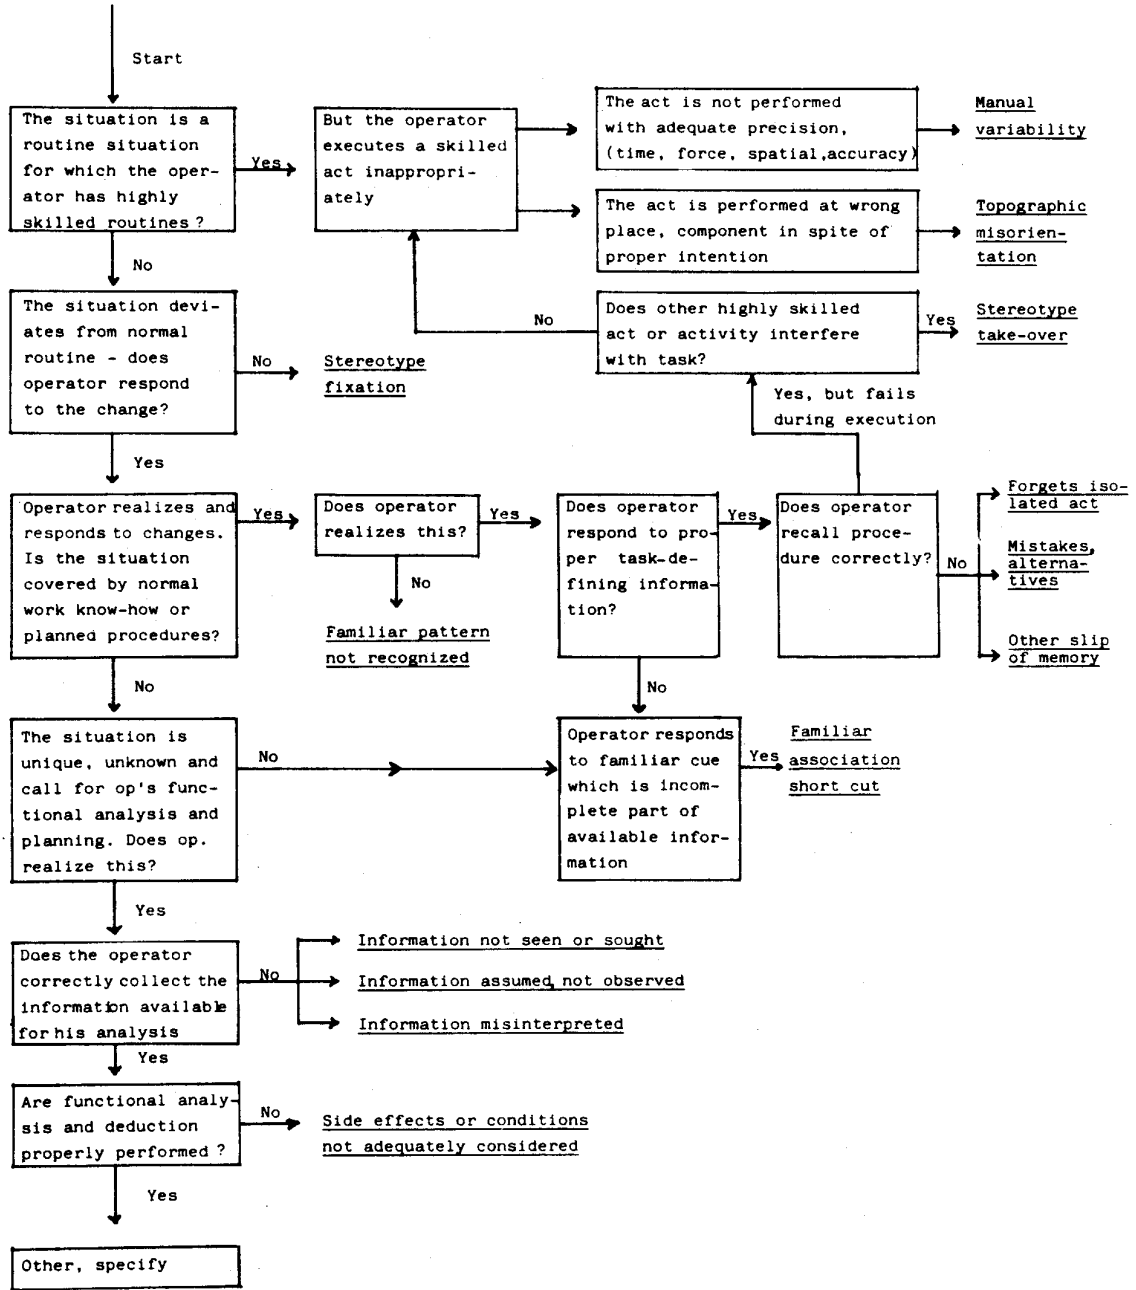 Start
The situation is a
routine situation
for which the oper-
ator has highly
skilled routines?
Yes
But the operator
executes a skilled
act inappropri-
ately
The act is not performed
with adequate precision,
(time, force, spatial,accuracy)
Manual
variability
The act is performed at wrong
place, component in spite of
proper intention
Topographic
misorien-
tation
No
The situation devi-
ates from normal
routine - does
operator respond
to the change?
No
Stereotype
fixation
No
Does other highly skilled
act or activity interfere
with task?
Yes
Stereotype
take-over
Yes, but fails
during execution
Yes
Operator realizes and
responds to changes.
Is the situation
covered by normal
work know-how or
planned procedures?
Yes
Does operator
realizes this?
Yes
No
Familiar pattern
not recognized
Does operator
respond to pro-
per task-de-
fining informa-
tion?
Yes
Does operator
recall proce-
dure correctly?
No
Forgets iso-
lated act
Mistakes,
alterna-
tives
Other slip
of memory
No
No
The situation is
unique, unknown and
call for op's func-
tional analysis and
planning. Does op.
realize this?
No
Operator responds
to familiar cue
which is incom-
plete part of
available infor-
mation
Yes
Familiar
association
short cut
Yes
Does the operator
correctly collect the
information available
for his analysis
No
Information not seen or sought
Information assumed, not observed
Information misinterpreted
Yes
Are functional analy-
sis and deduction
properly performed ?
No
Side effects or conditions
not adequately considered
Yes
Other, specify